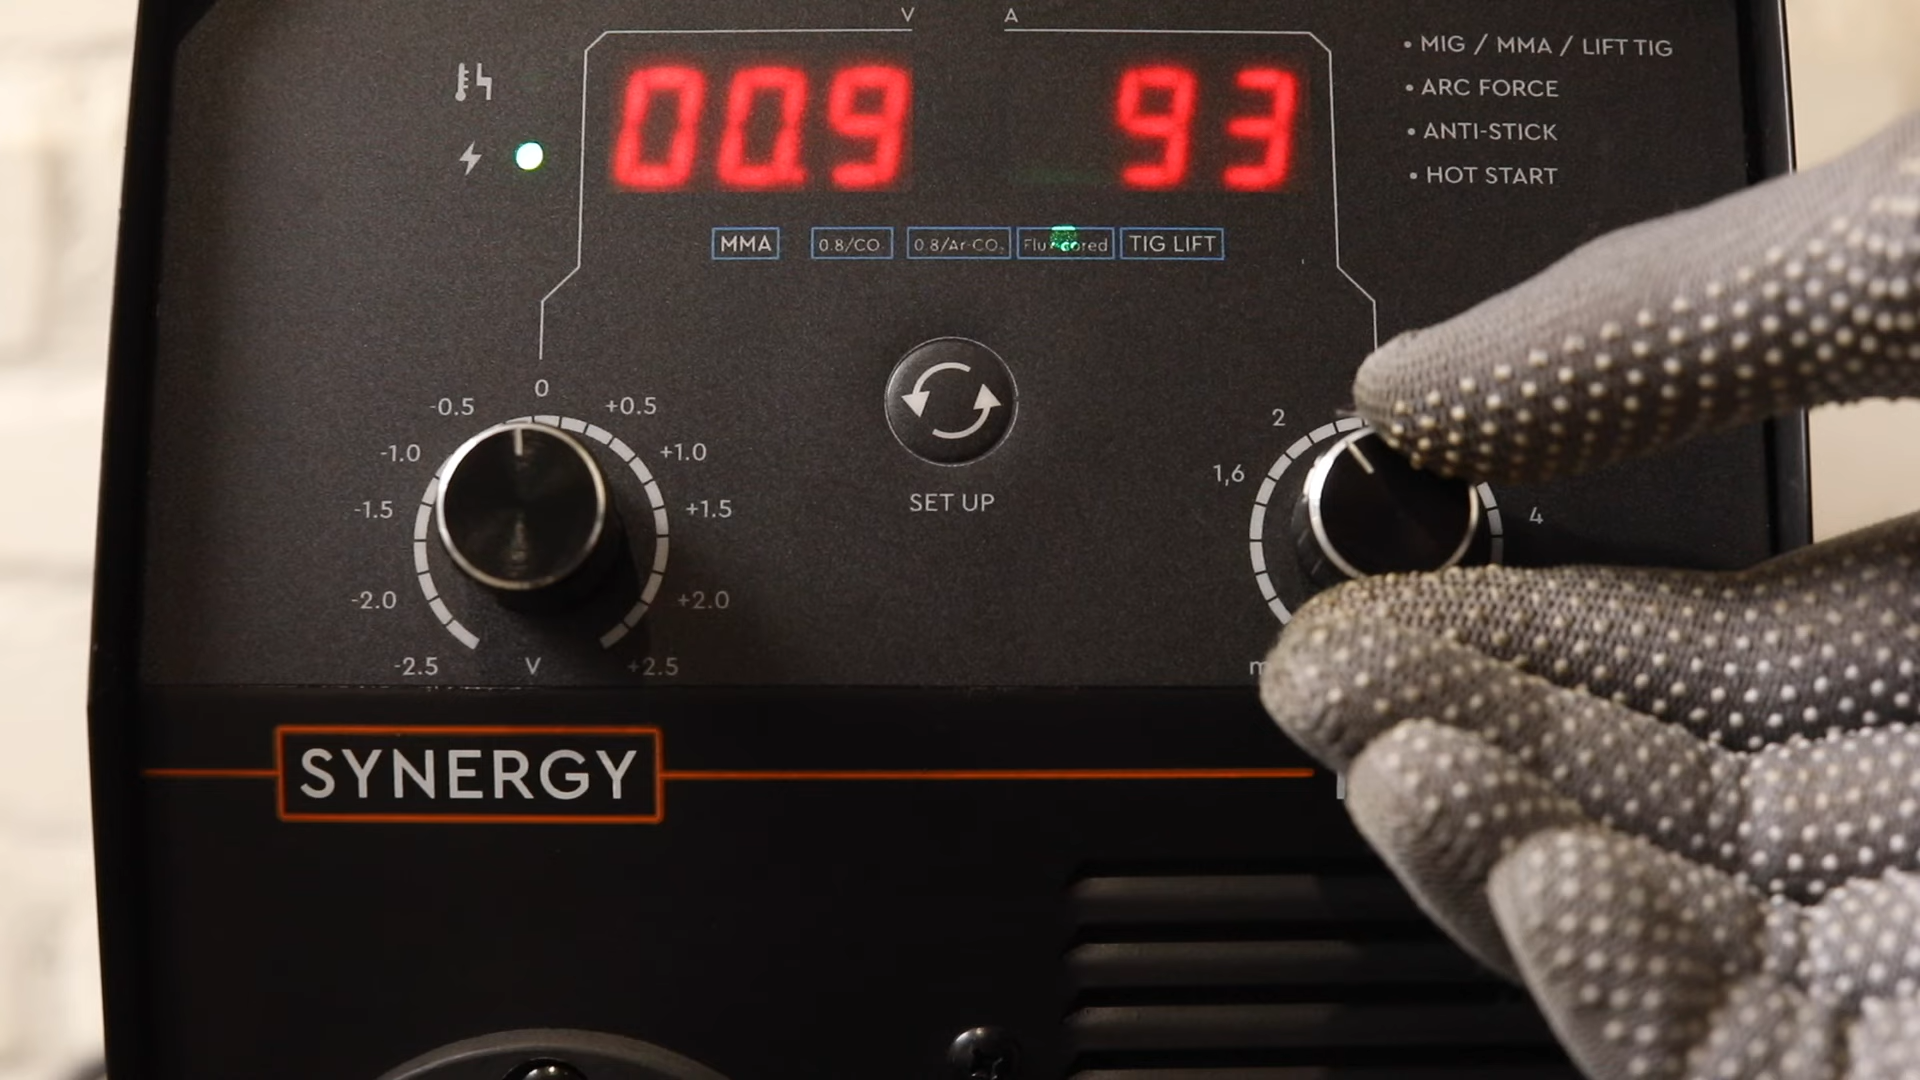 V A
00.9 93
• MIG / MMA / LIFT TIG
• ARC FORCE
• ANTI-STICK
• HOT START
MMA 0.8/CO 0.8/Ar-CO₂ Flux cored TIG LIFT
0
-0.5 +0.5
-1.0 +1.0
-1.5 +1.5
-2.0 +2.0
-2.5 V +2.5
SET UP
2
1,6
4
SYNERGY